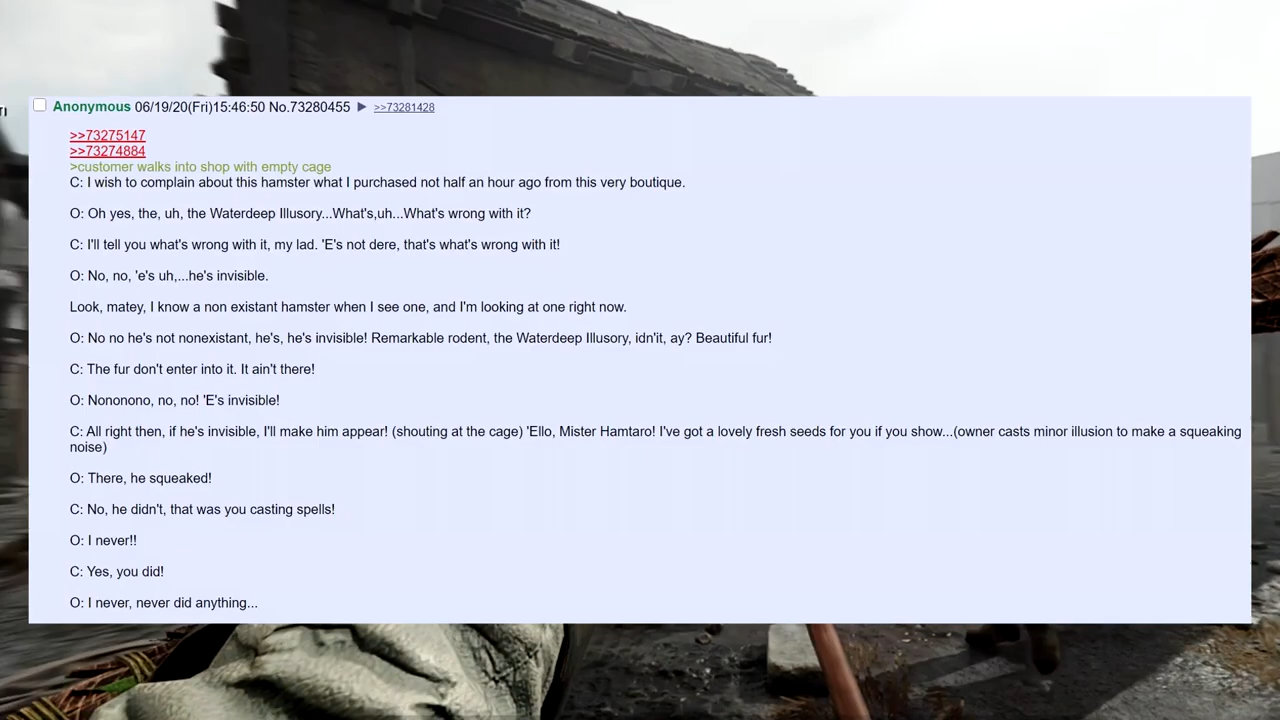 Anonymous 06/19/20(Fri)15:46:50 No.73280455 ▶ >>73281428
>>73275147
>>73274884
>customer walks into shop with empty cage
C: I wish to complain about this hamster what I purchased not half an hour ago from this very boutique.
O: Oh yes, the, uh, the Waterdeep Illusory...What's,uh...What's wrong with it?
C: I'll tell you what's wrong with it, my lad. 'E's not dere, that's what's wrong with it!
O: No, no, 'e's uh,...he's invisible.
Look, matey, I know a non existant hamster when I see one, and I'm looking at one right now.
O: No no he's not nonexistant, he's, he's invisible! Remarkable rodent, the Waterdeep Illusory, idn'it, ay? Beautiful fur!
C: The fur don't enter into it. It ain't there!
O: Nononono, no, no! 'E's invisible!
C: All right then, if he's invisible, I'll make him appear! (shouting at the cage) 'Ello, Mister Hamtaro! I've got a lovely fresh seeds for you if you show...(owner casts minor illusion to make a squeaking
noise)
O: There, he squeaked!
C: No, he didn't, that was you casting spells!
O: I never!!
C: Yes, you did!
O: I never, never did anything...